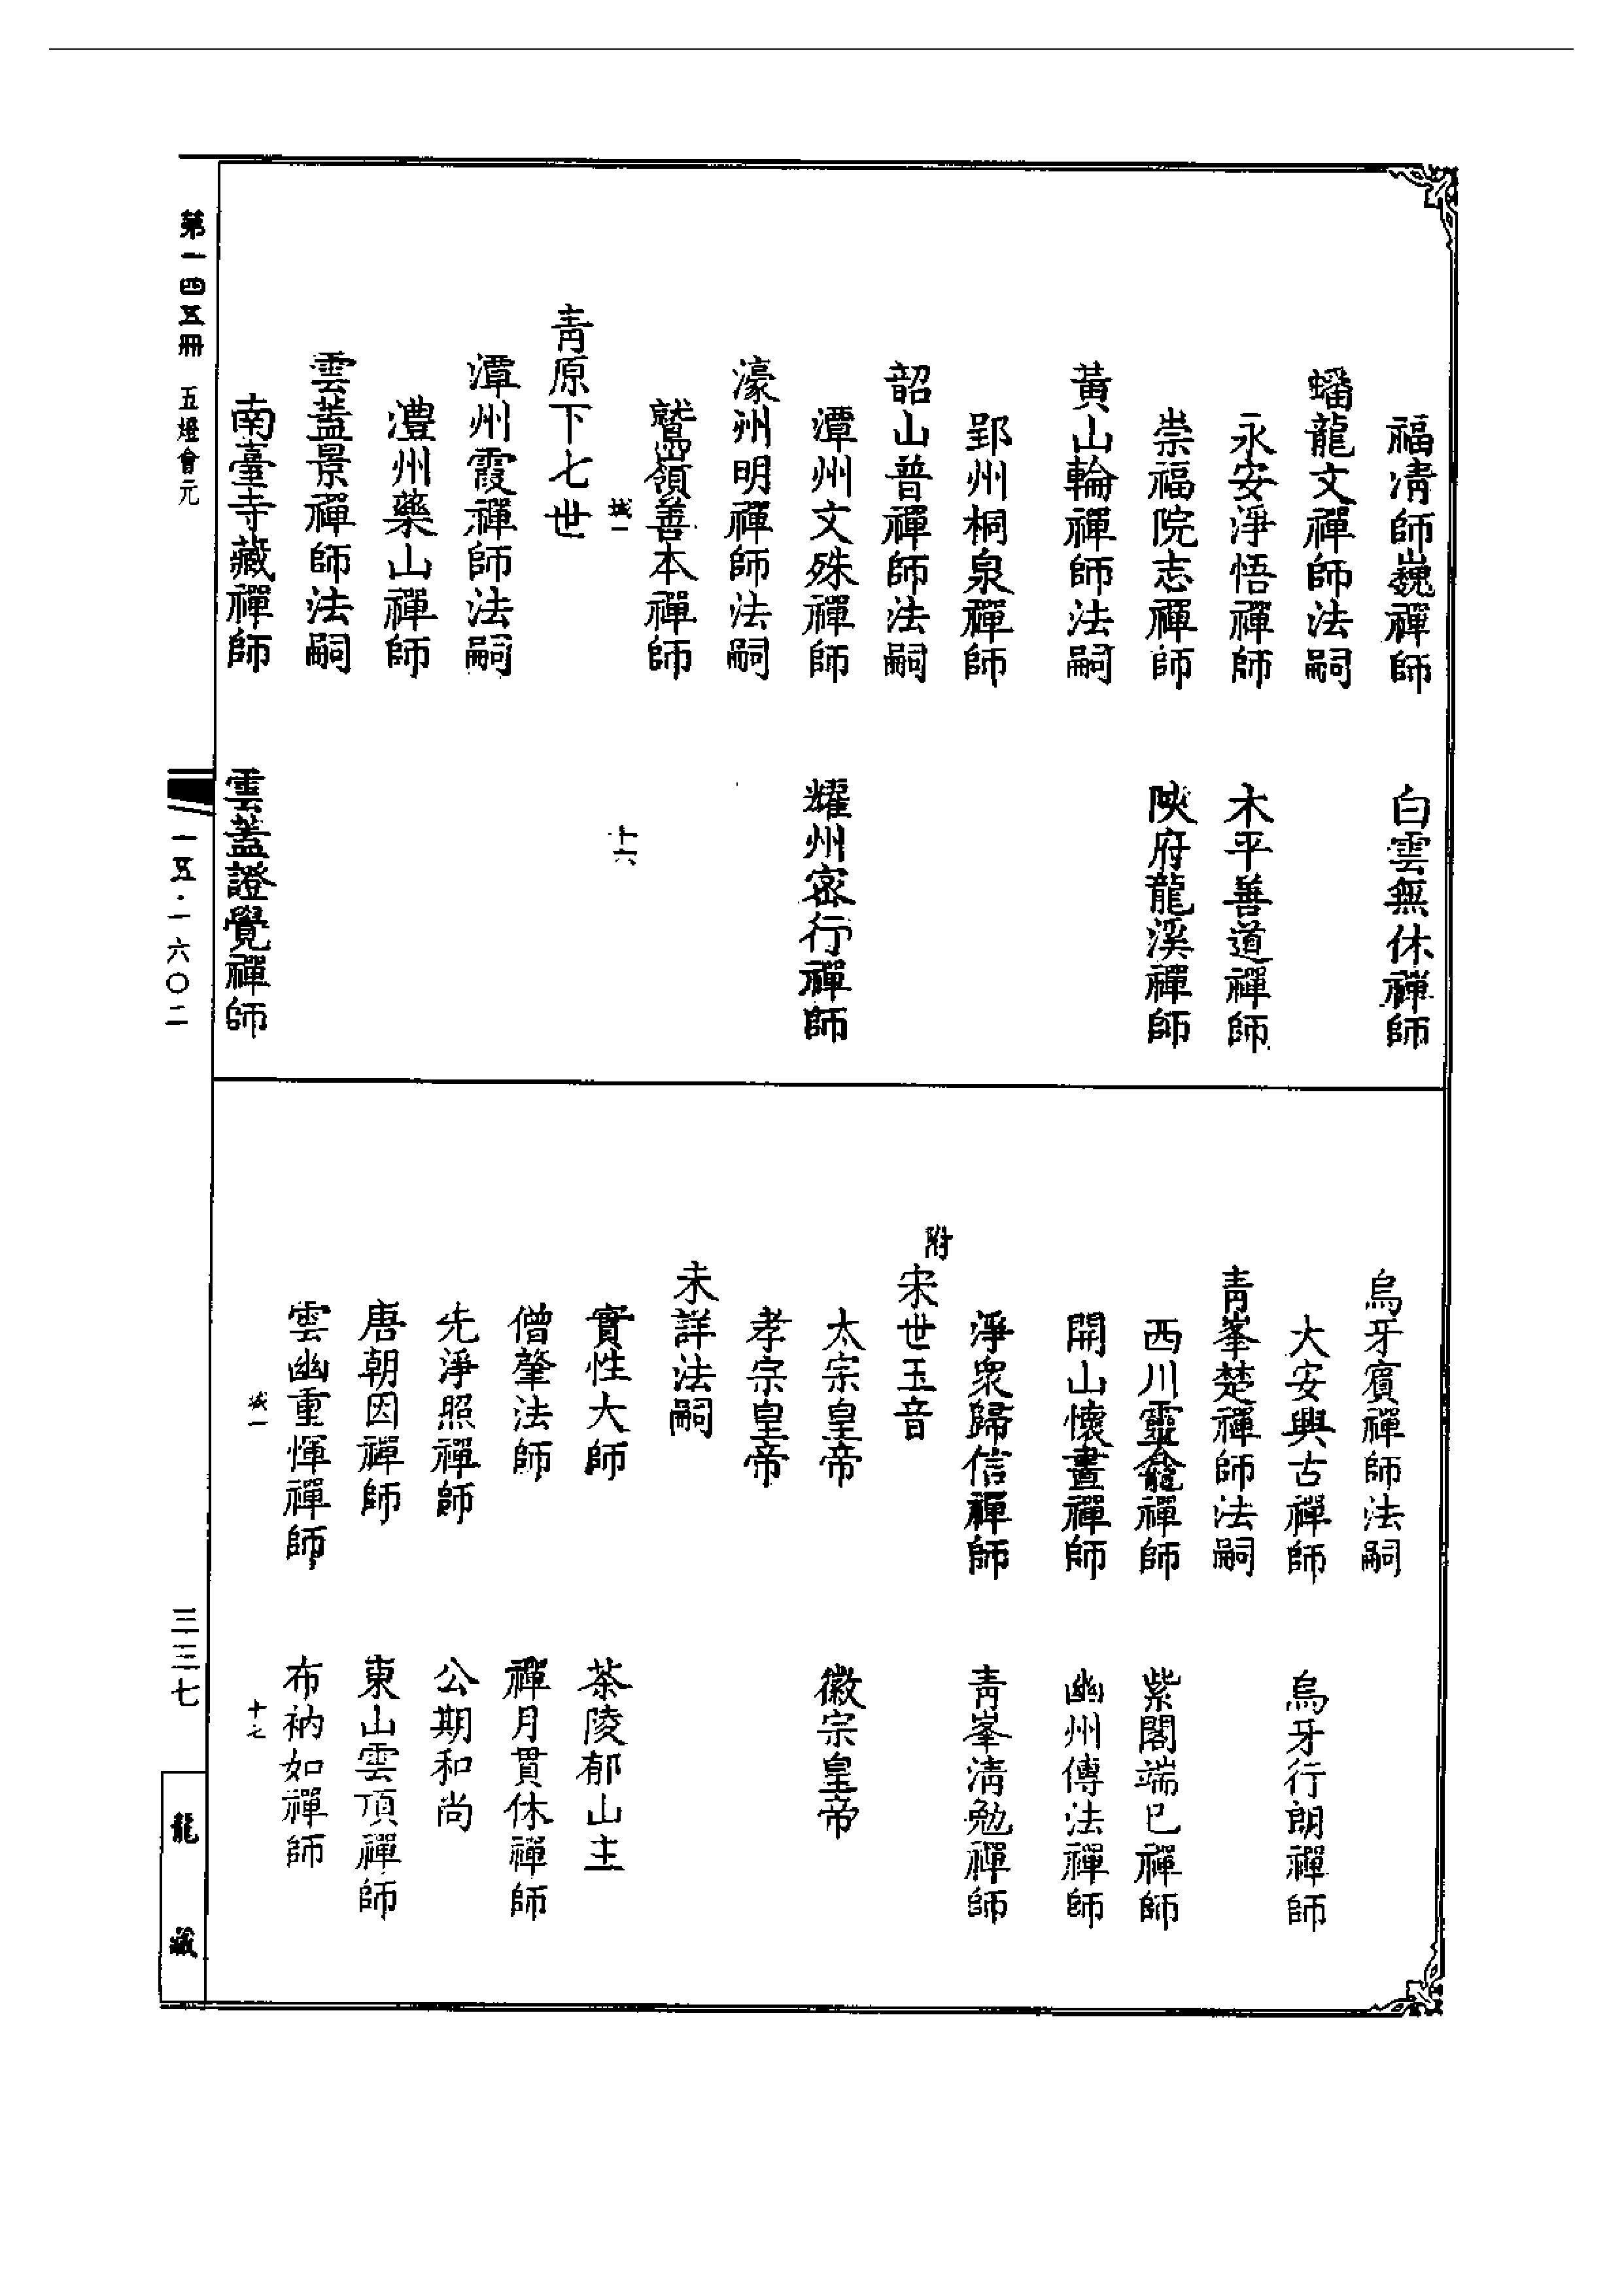 福凊師巍禪師　白雲無休禪師
蟠龍文禪師法嗣
永安淨悟禪師　木平善道禪師
崇福院志禪師　陝府龍溪禪師
黃山輪禪師法嗣
郢州桐泉禪師
韶山普禪師法嗣
潭州文殊禪師　耀州密行禪師
濠州明禪師法嗣
鷲嶺善本禪師
城一　十六
青原下七世
潭州霞禪師法嗣
澧州藥山禪師
雲蓋景禪師法嗣
南臺寺藏禪師　雲蓋證覺禪師
烏牙賓禪師法嗣
大安興古禪師　烏牙行朗禪師
青峯楚禪師法嗣
西川靈龕禪師　紫閣端巳禪師
開山懷晝禪師　幽州傳法禪師
淨眾歸信禪師　青峯淸勉禪師
附
宋世玉音
太宗皇帝　徽宗皇帝
孝宗皇帝
未詳法嗣
實性大師　茶陵郁山主
僧肇法師　禪月貫休禪師
先淨照禪師　公期和尚
唐朝因禪師　東山雲頂禪師
雲幽重惲禪師　布衲如禪師
城一　十七
第一四五冊　五燈會元
一五·一六〇二
三三七
龍藏